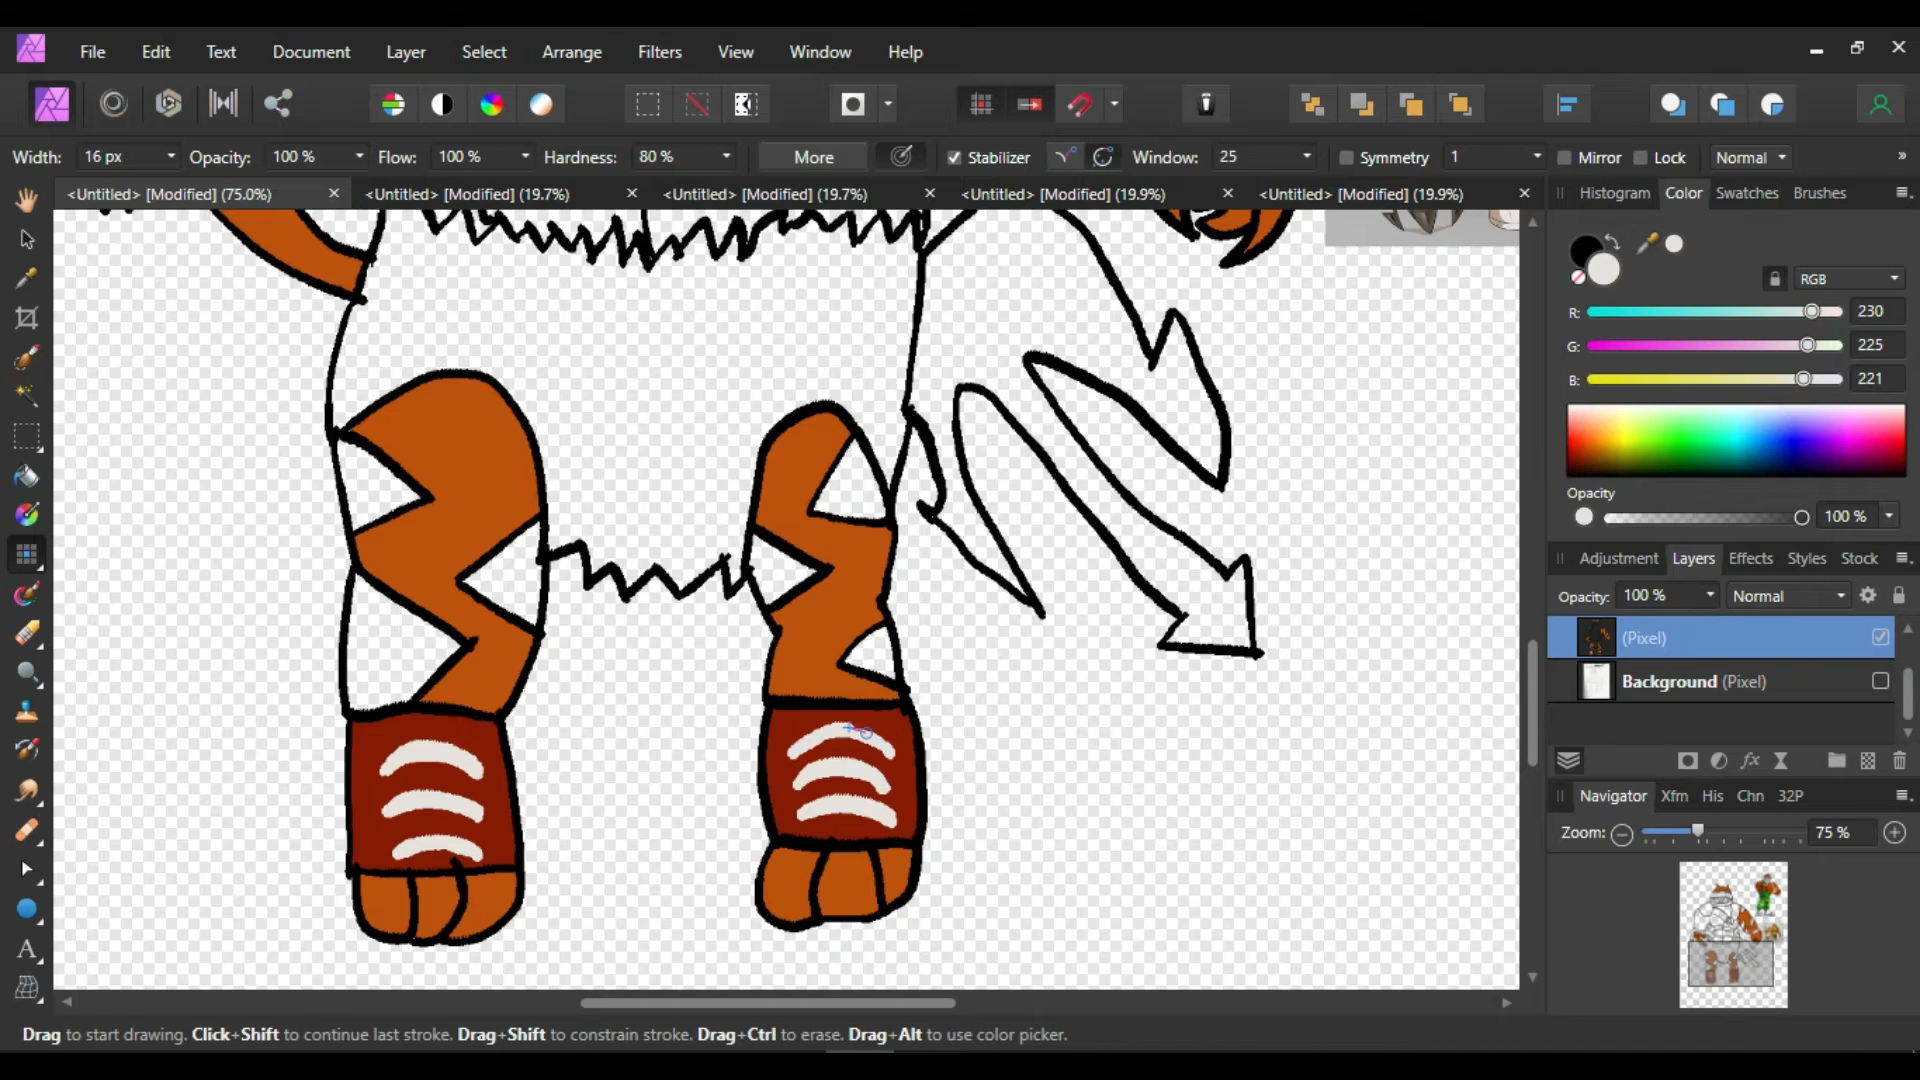 File Edit Text Document Layer Select Arrange Filters View Window Help
Width: 16 px Opacity: 100 % Flow: 100 % Hardness: 80 % More Stabilizer Window: 25 Symmetry 1 Mirror Lock Normal »
<Untitled> [Modified] (75.0%) <Untitled> [Modified] (19.7%) <Untitled> [Modified] (19.7%) <Untitled> [Modified] (19.9%) <Untitled> [Modified] (19.9%)
Histogram Color Swatches Brushes
RGB
R: 230
G: 225
B: 221
Opacity
100 %
Adjustment Layers Effects Styles Stock
Opacity: 100 % Normal
(Pixel)
Background (Pixel)
Navigator Xfm His Chn 32P
Zoom: 75 %
Drag to start drawing. Click+Shift to continue last stroke. Drag+Shift to constrain stroke. Drag+Ctrl to erase. Drag+Alt to use color picker.